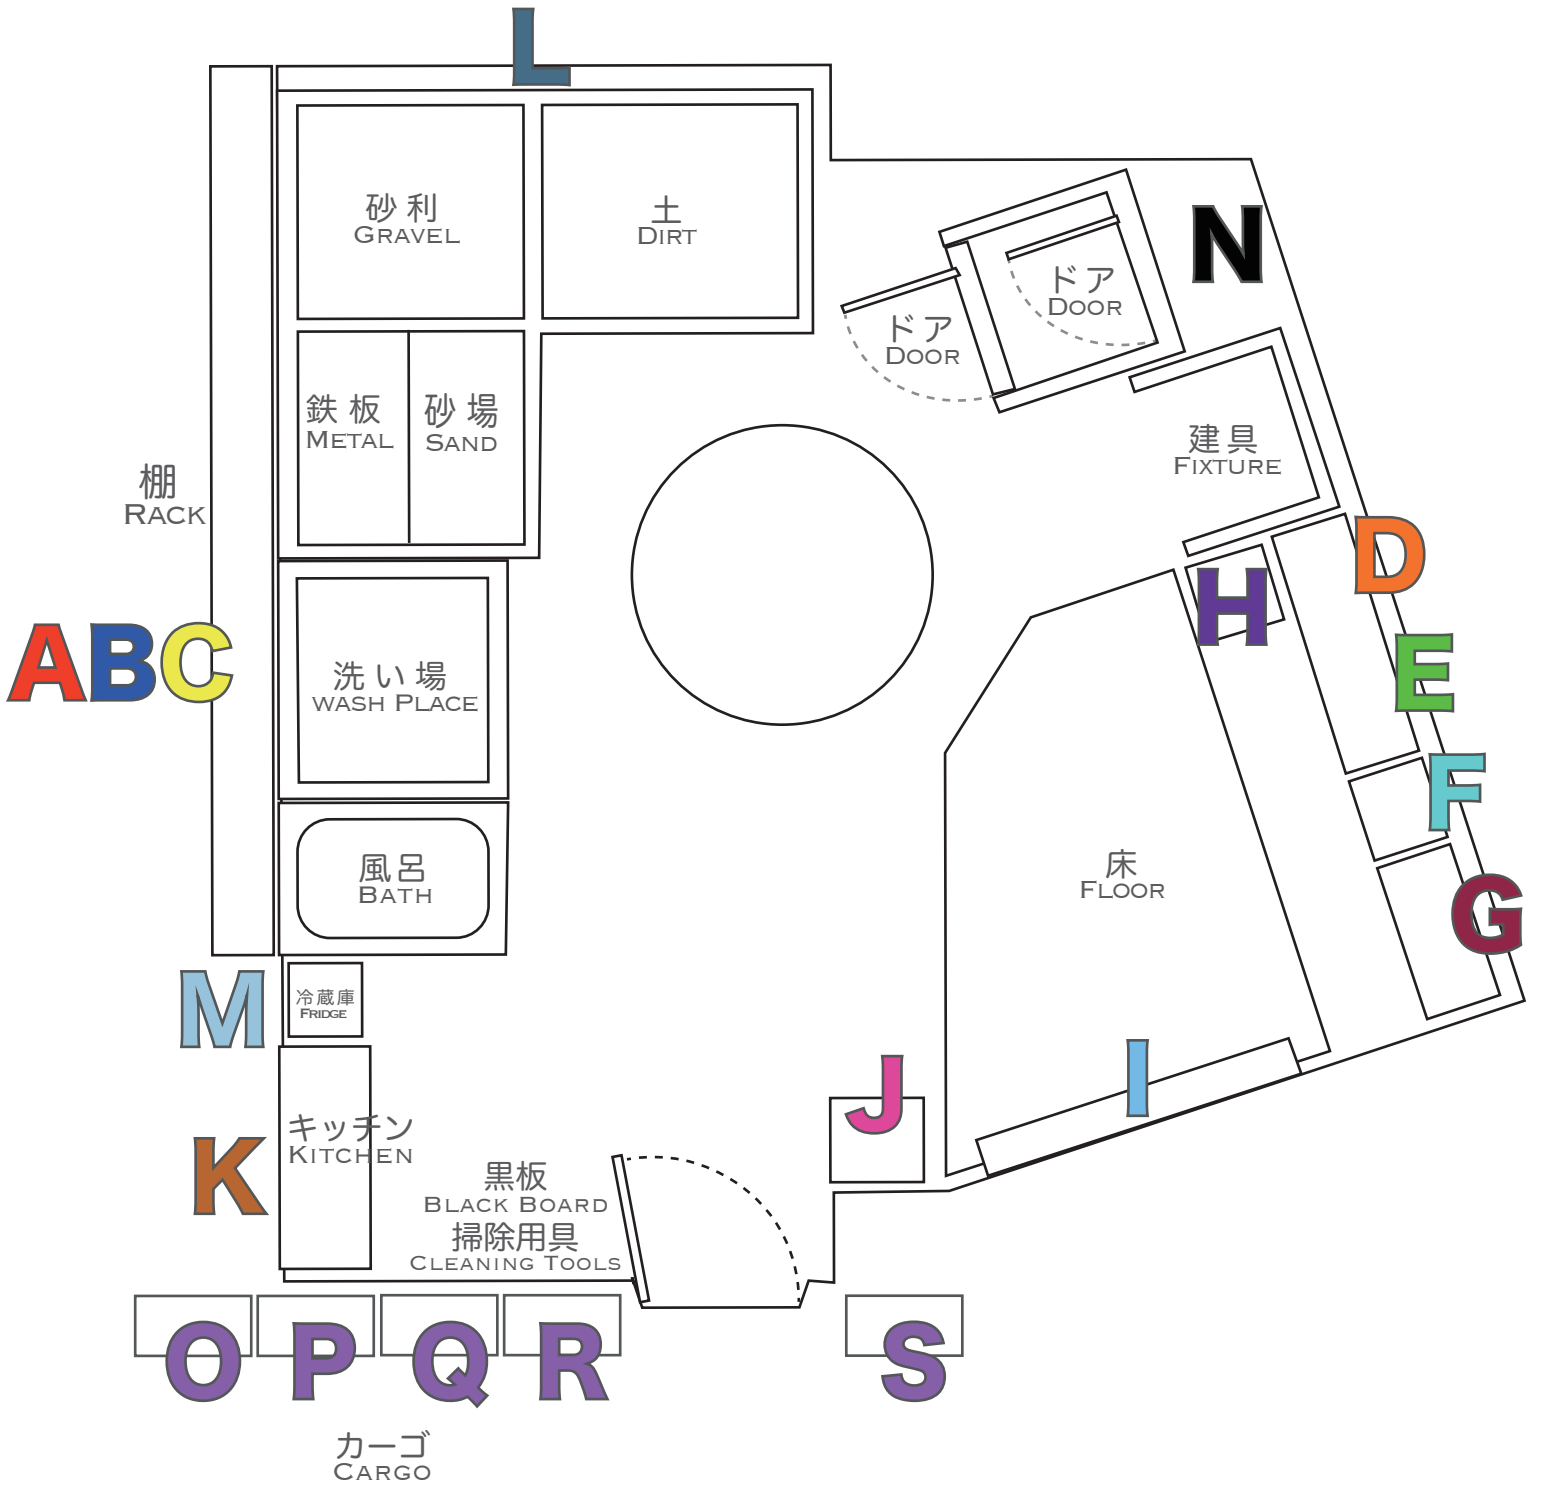 L
砂利
GRAVEL
土
DIRT
N
ドア
DOOR
ドア
DOOR
鉄板
METAL
砂場
SAND
建具
FIXTURE
棚
RACK
D
H
ABC
洗い場
WASH PLACE
E
F
風呂
BATH
床
FLOOR
G
M
冷蔵庫
FRIDGE
I
J
キッチン
KITCHEN
K
黒板
BLACK BOARD
掃除用具
CLEANING TOOLS
O P Q R S
カーゴ
CARGO